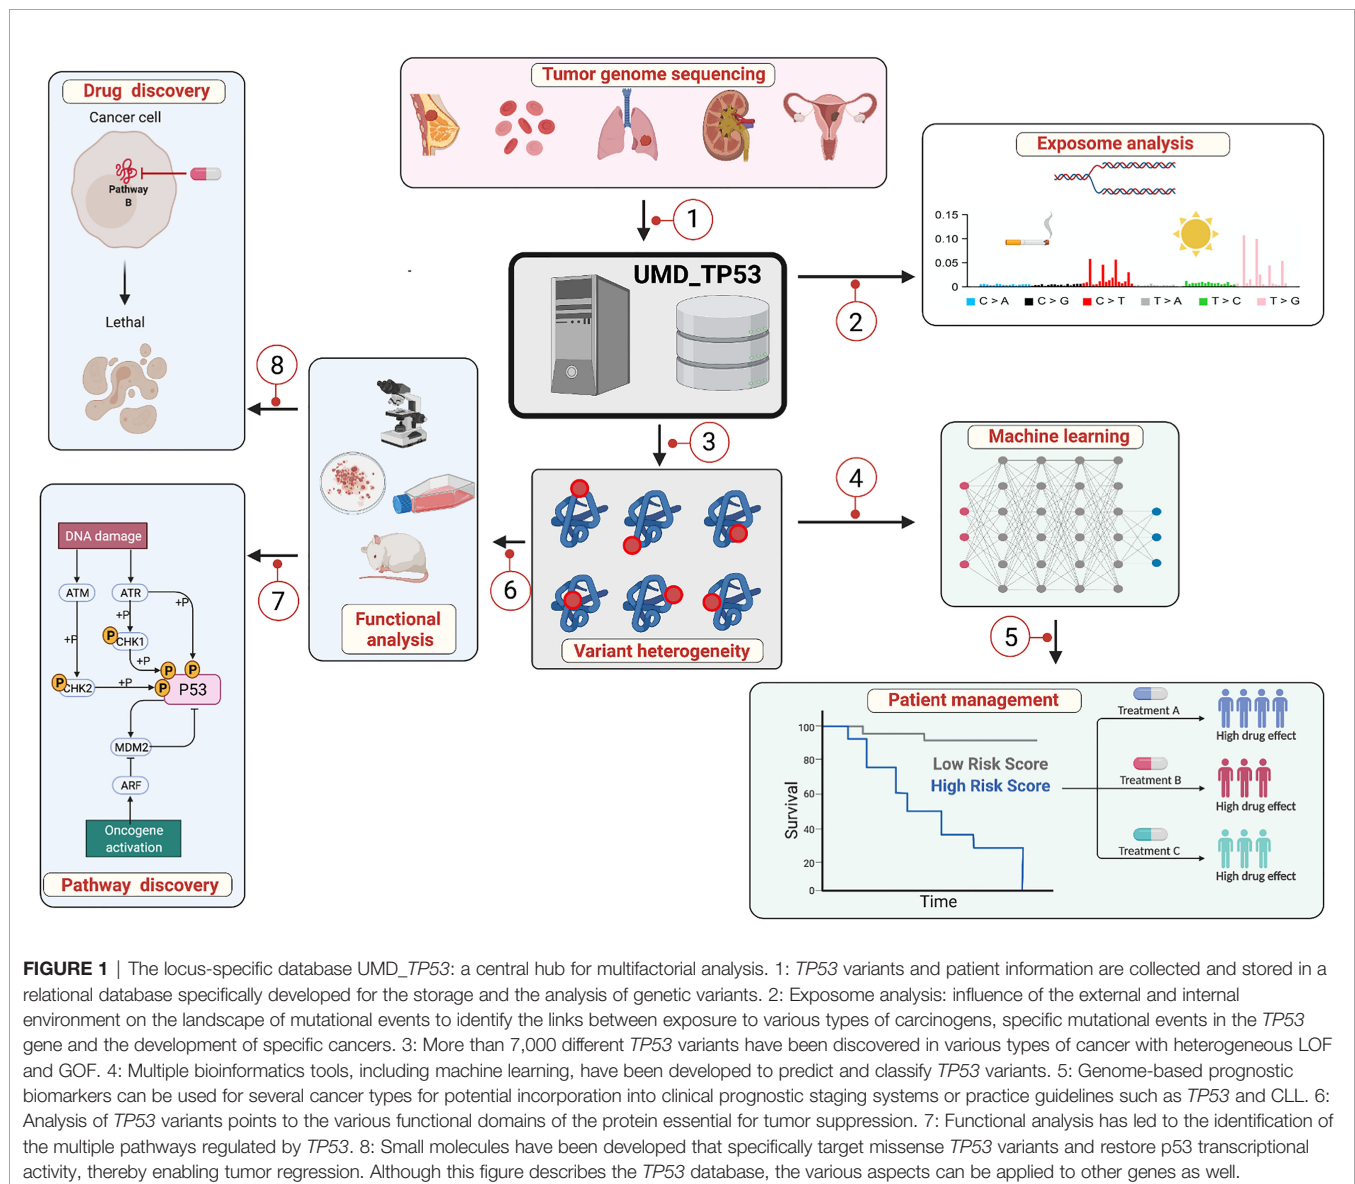 Drug discovery
Cancer cell
Pathway
B
Lethal
Tumor genome sequencing
1
UMD_TP53
2
Exposome analysis
0.15
0.10
0.05
0
C > A
C > G
C > T
T > A
T > C
T > G
3
Variant heterogeneity
4
Machine learning
5
Patient management
Survival
100
80
60
40
20
0
Time
Low Risk Score
High Risk Score
Treatment A
High drug effect
Treatment B
High drug effect
Treatment C
High drug effect
6
Functional
analysis
7
8
DNA damage
ATM
ATR
+P
+P
+P
P
CHK1
+P
P
P
P
CHK2
+P
P
P53
MDM2
ARF
Oncogene
activation
Pathway discovery
FIGURE 1 | The locus-specific database UMD_TP53: a central hub for multifactorial analysis. 1: TP53 variants and patient information are collected and stored in a
relational database specifically developed for the storage and the analysis of genetic variants. 2: Exposome analysis: influence of the external and internal
environment on the landscape of mutational events to identify the links between exposure to various types of carcinogens, specific mutational events in the TP53
gene and the development of specific cancers. 3: More than 7,000 different TP53 variants have been discovered in various types of cancer with heterogeneous LOF
and GOF. 4: Multiple bioinformatics tools, including machine learning, have been developed to predict and classify TP53 variants. 5: Genome-based prognostic
biomarkers can be used for several cancer types for potential incorporation into clinical prognostic staging systems or practice guidelines such as TP53 and CLL. 6:
Analysis of TP53 variants points to the various functional domains of the protein essential for tumor suppression. 7: Functional analysis has led to the identification of
the multiple pathways regulated by TP53. 8: Small molecules have been developed that specifically target missense TP53 variants and restore p53 transcriptional
activity, thereby enabling tumor regression. Although this figure describes the TP53 database, the various aspects can be applied to other genes as well.